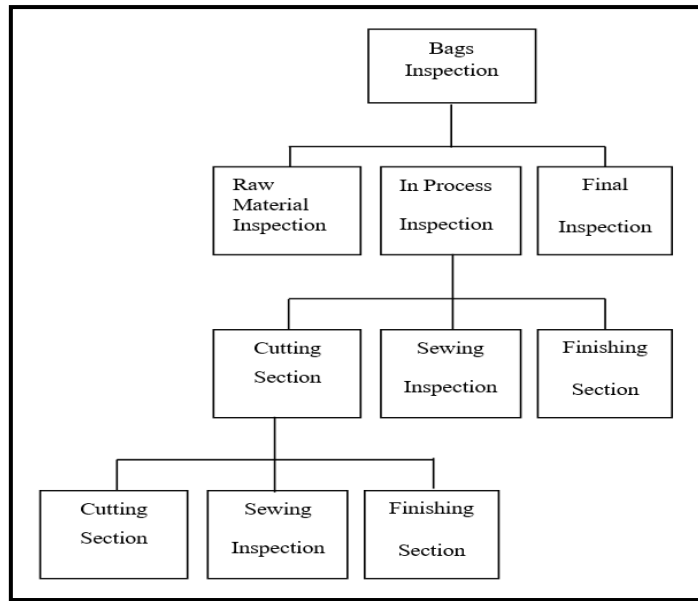 Bags
Inspection
Raw
Material
Inspection
In Process
Inspection
Final
Inspection
Cutting
Section
Sewing
Inspection
Finishing
Section
Cutting
Section
Sewing
Inspection
Finishing
Section